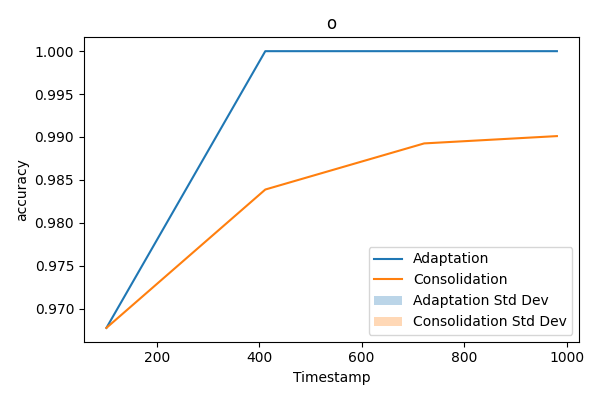 o
1.000
0.995
0.990
0.985
0.980
0.975
0.970
accuracy
Adaptation
Consolidation
Adaptation Std Dev
Consolidation Std Dev
200 400 600 800 1000
Timestamp